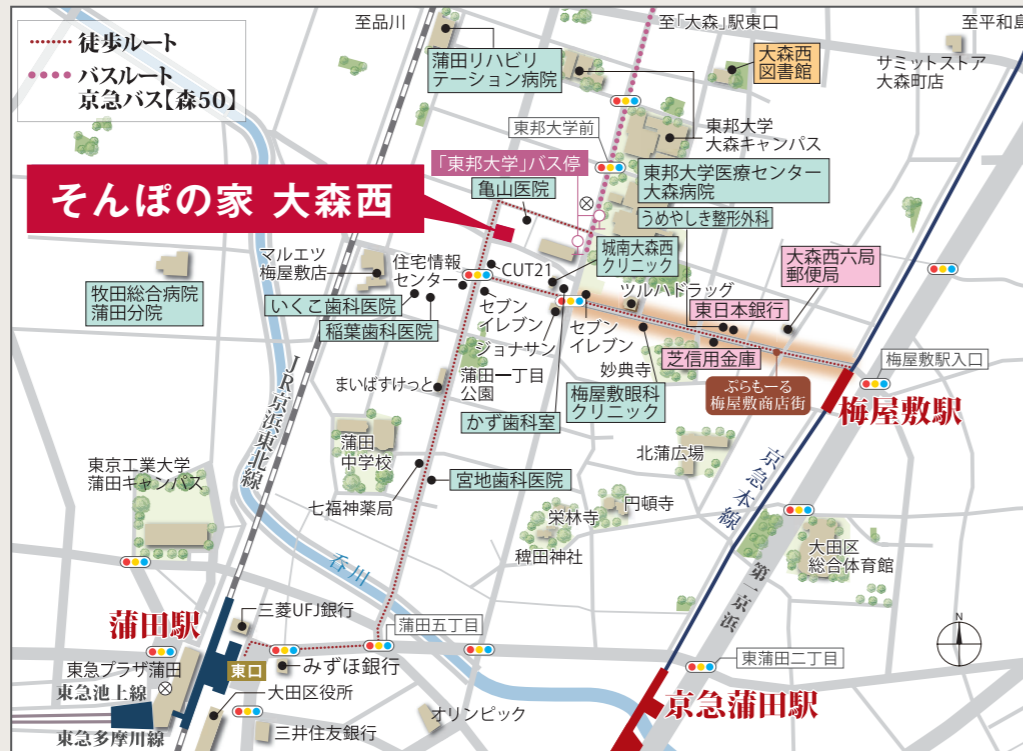 徒歩ルート
バスルート
京急バス【森50】
至品川
至「大森」駅東口
至平和島
蒲田リハビリ
テーション病院
大森西
図書館
サミットストア
大森町店
東邦大学前
東邦大学
大森キャンパス
「東邦大学」バス停
亀山医院
東邦大学医療センター
大森病院
そんぽの家 大森西
うめやしき整形外科
マルエツ
梅屋敷店
住宅情報
センター
CUT21
城南大森西
クリニック
大森西六局
郵便局
牧田総合病院
蒲田分院
いくこ歯科医院
稲葉歯科医院
セブン
イレブン
ツルハドラッグ
東日本銀行
セブン
イレブン
ジョナサン
妙典寺
芝信用金庫
梅屋敷駅入口
まいばすけっと
蒲田一丁目
公園
かず歯科室
梅屋敷眼科
クリニック
ぷらもーる
梅屋敷商店街
梅屋敷駅
JR京浜東北線
蒲田
中学校
北蒲広場
京急本線
東京工業大学
蒲田キャンパス
七福神薬局
宮地歯科医院
栄林寺
円頓寺
稗田神社
大田区
総合体育館
呑川
第一京浜
N
蒲田駅
三菱UFJ銀行
蒲田五丁目
東急プラザ蒲田
東口
みずほ銀行
東蒲田二丁目
東急池上線
大田区役所
京急蒲田駅
東急多摩川線
三井住友銀行
オリンピック